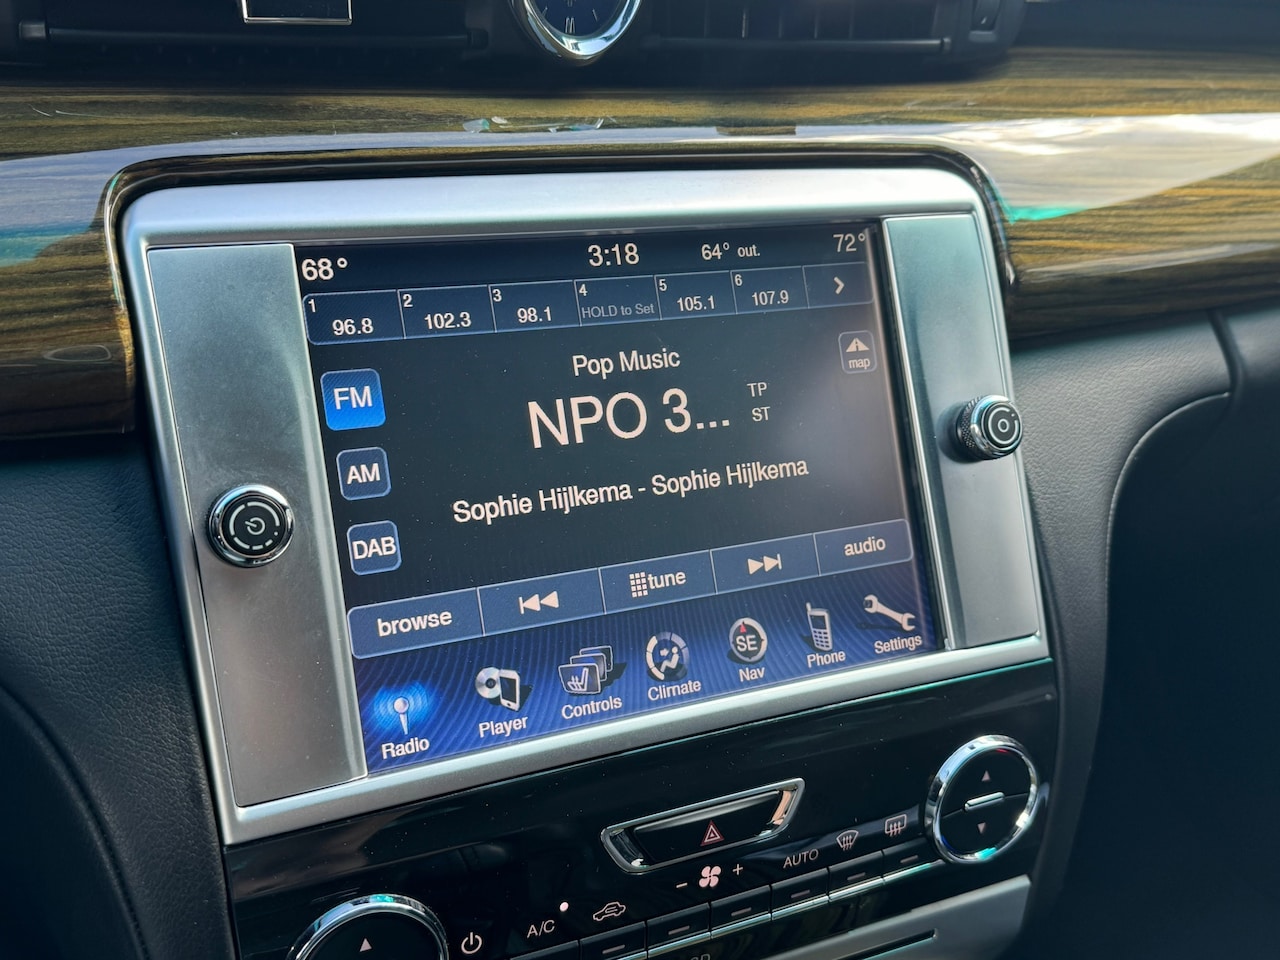 68° 3:18 64° out. 72°
1 96.8 2 102.3 3 98.1 4 HOLD to Set 5 105.1 6 107.9
Pop Music
map
FM
NPO 3...
TP
ST
AM
Sophie Hijlkema - Sophie Hijlkema
DAB
browse tune audio
Radio Player Controls Climate SE Nav Phone Settings
A/C - + AUTO